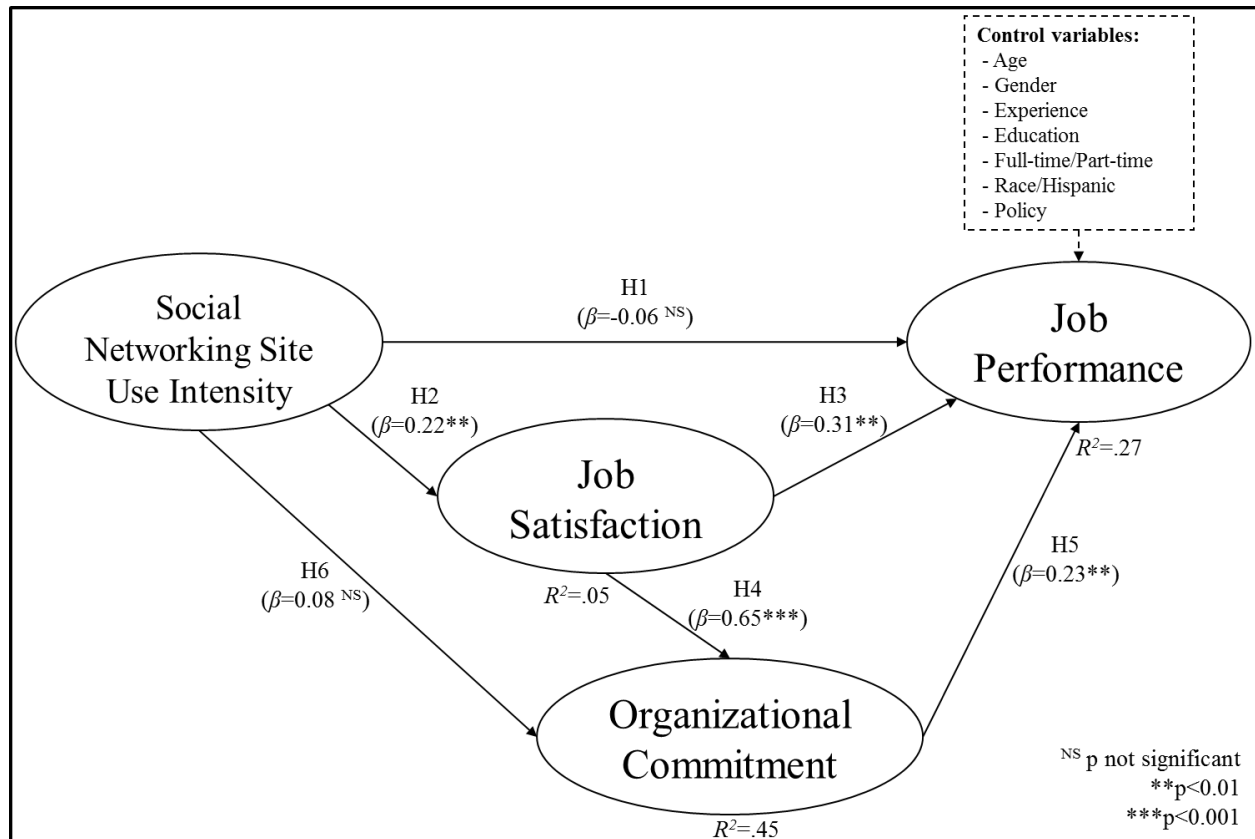 Control variables:
- Age
- Gender
- Experience
- Education
- Full-time/Part-time
- Race/Hispanic
- Policy
Social
Networking Site
Use Intensity
H1
(β=-0.06 NS)
Job
Performance
R²=.27
H2
(β=0.22**)
H3
(β=0.31**)
Job
Satisfaction
R²=.05
H6
(β=0.08 NS)
H4
(β=0.65***)
H5
(β=0.23**)
Organizational
Commitment
R²=.45
NS p not significant
**p<0.01
***p<0.001